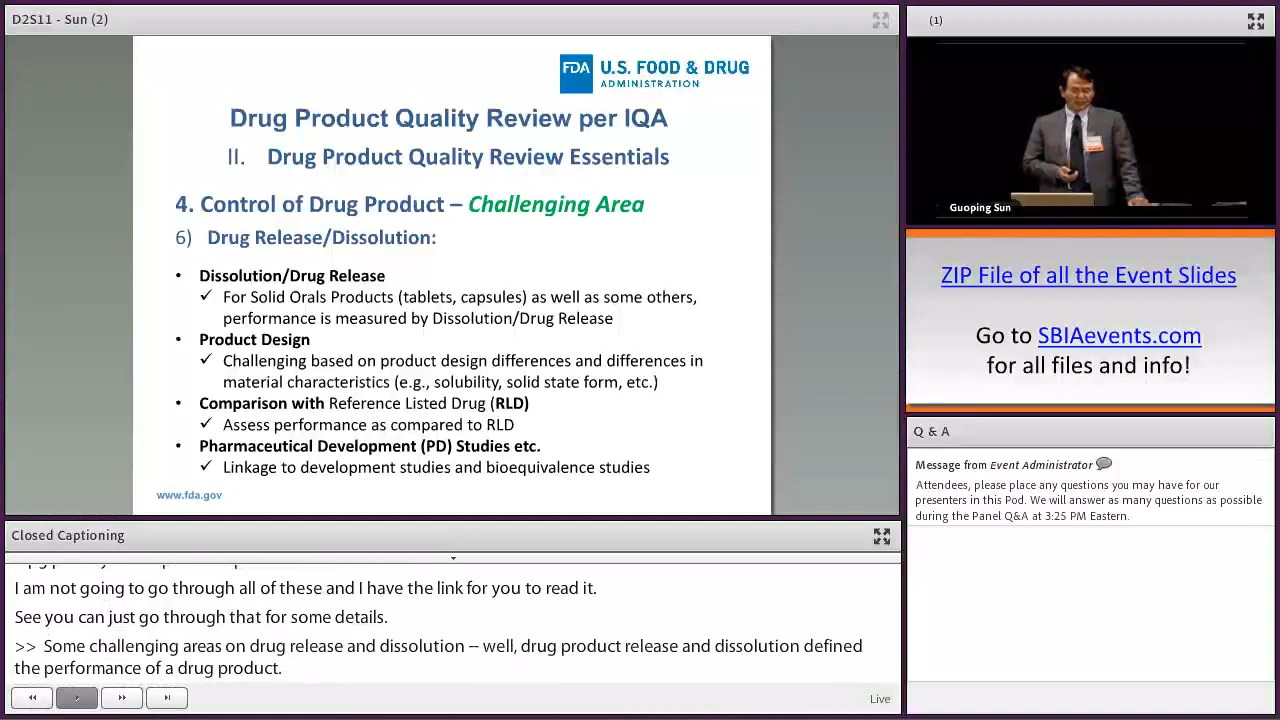 D2S11 - Sun (2)
FDA U.S. FOOD & DRUG
ADMINISTRATION
Drug Product Quality Review per IQA
II. Drug Product Quality Review Essentials
4. Control of Drug Product – Challenging Area
6) Drug Release/Dissolution:
• Dissolution/Drug Release
✓ For Solid Orals Products (tablets, capsules) as well as some others,
performance is measured by Dissolution/Drug Release
• Product Design
✓ Challenging based on product design differences and differences in
material characteristics (e.g., solubility, solid state form, etc.)
• Comparison with Reference Listed Drug (RLD)
✓ Assess performance as compared to RLD
• Pharmaceutical Development (PD) Studies etc.
✓ Linkage to development studies and bioequivalence studies
www.fda.gov
Closed Captioning
I am not going to go through all of these and I have the link for you to read it.
See you can just go through that for some details.
>> Some challenging areas on drug release and dissolution -- well, drug product release and dissolution defined
the performance of a drug product.
Live
(1)
Guoping Sun
ZIP File of all the Event Slides
Go to SBIAevents.com
for all files and info!
Q & A
Message from Event Administrator
Attendees, please place any questions you may have for our
presenters in this Pod. We will answer as many questions as possible
during the Panel Q&A at 3:25 PM Eastern.